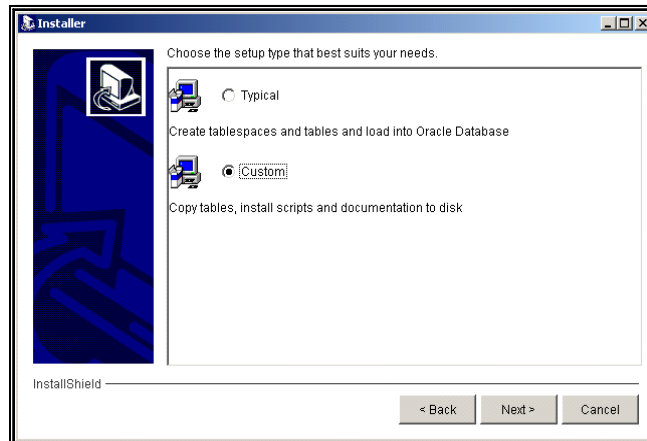 Installer
Choose the setup type that best suits your needs.
Typical
Create tablespaces and tables and load into Oracle Database
Custom
Copy tables, install scripts and documentation to disk
InstallShield
< Back Next > Cancel